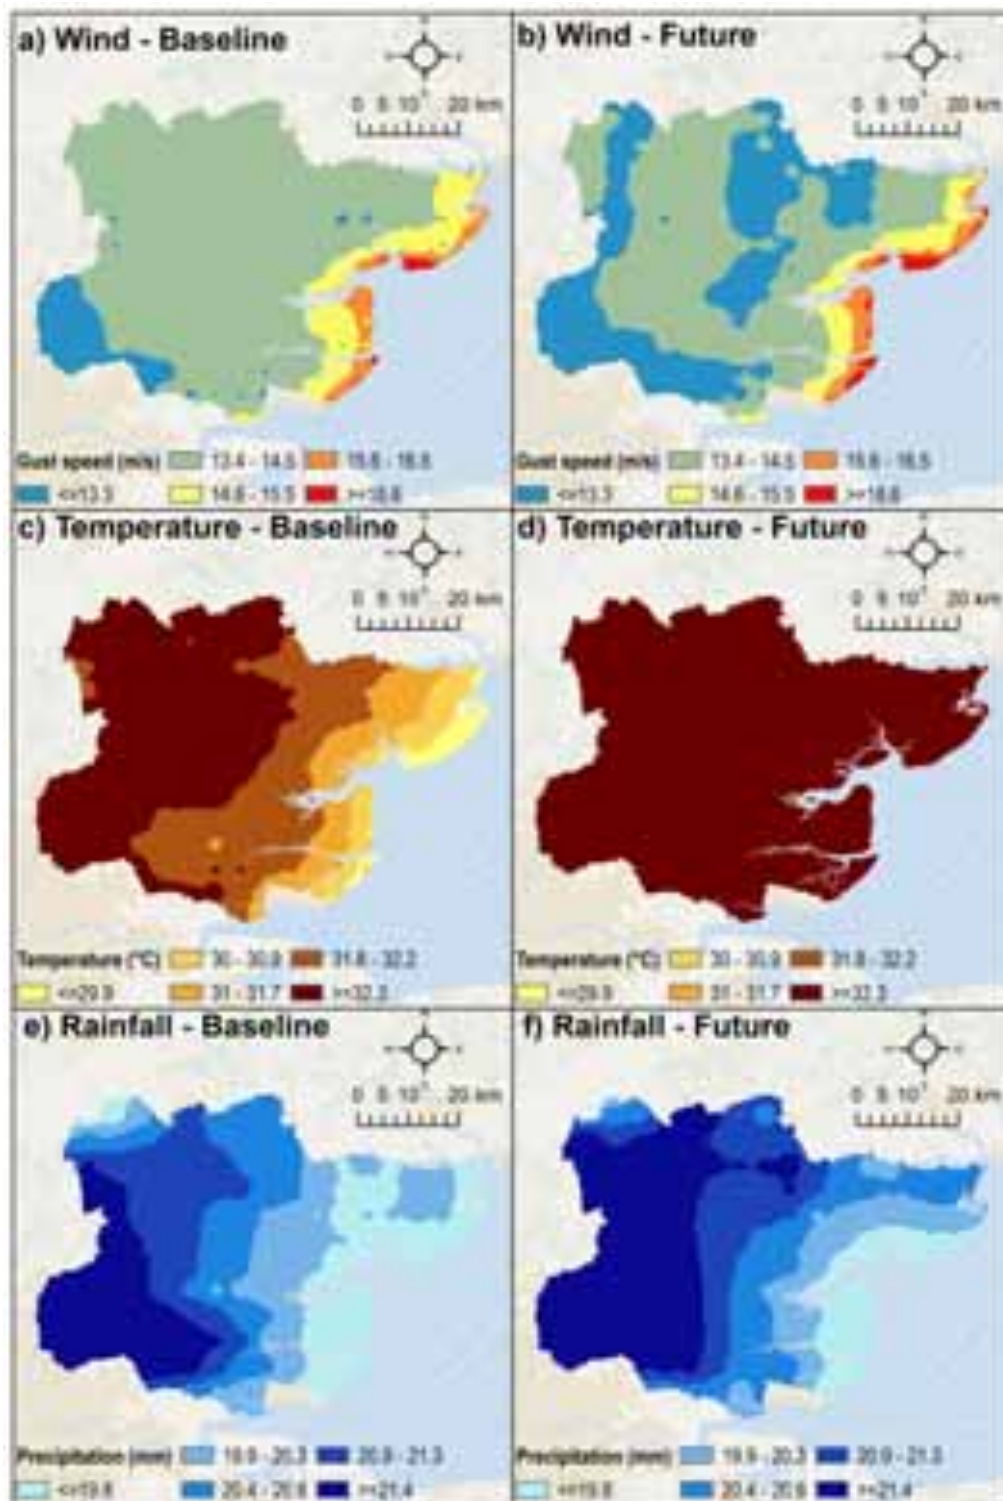 a) Wind - Baseline
0 5 10 20 km
Gust speed (m/s)
13.4 - 14.5
15.6 - 16.5
<=13.3
14.6 - 15.5
>=16.6
b) Wind - Future
0 5 10 20 km
Gust speed (m/s)
13.4 - 14.5
15.6 - 16.5
<=13.3
14.6 - 15.5
>=16.6
c) Temperature - Baseline
0 5 10 20 km
Temperature (°C)
30 - 30.9
31.8 - 32.2
<=29.9
31 - 31.7
>=32.3
d) Temperature - Future
0 5 10 20 km
Temperature (°C)
30 - 30.9
31.8 - 32.2
<=29.9
31 - 31.7
>=32.3
e) Rainfall - Baseline
0 5 10 20 km
Precipitation (mm)
19.9 - 20.3
20.9 - 21.3
<=19.8
20.4 - 20.8
>=21.4
f) Rainfall - Future
0 5 10 20 km
Precipitation (mm)
19.9 - 20.3
20.9 - 21.3
<=19.8
20.4 - 20.8
>=21.4